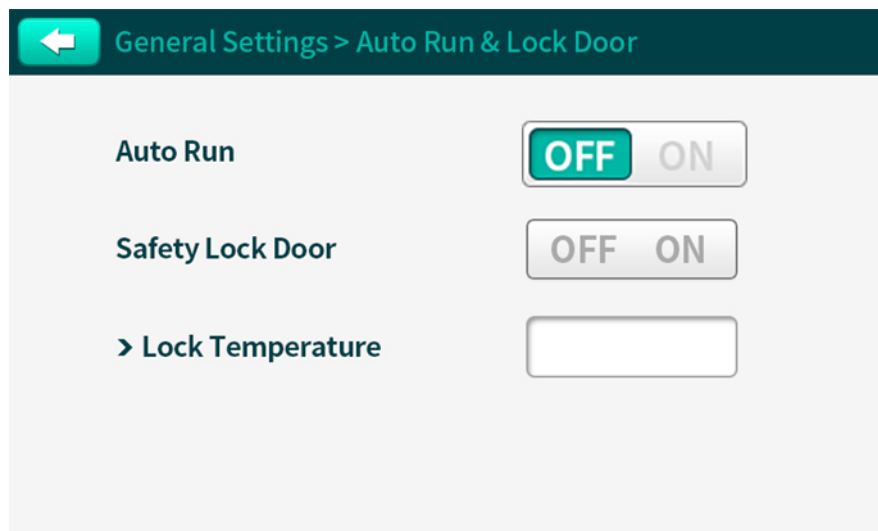 General Settings > Auto Run & Lock Door
Auto Run OFF ON
Safety Lock Door OFF ON
> Lock Temperature